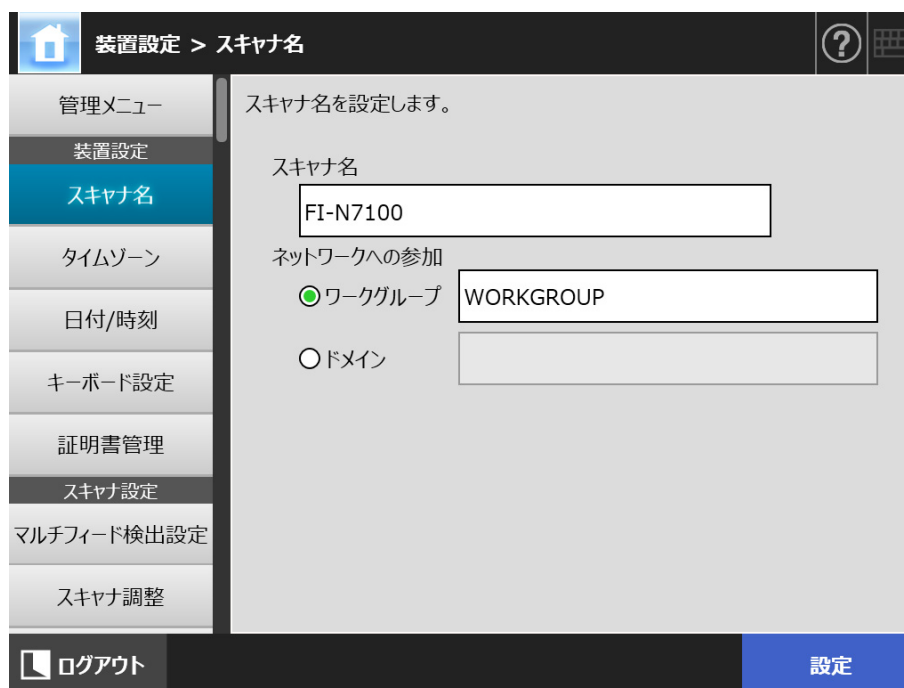 装置設定 > スキャナ名
?
管理メニュー
装置設定
スキャナ名
タイムゾーン
日付/時刻
キーボード設定
証明書管理
スキャナ設定
マルチフィード検出設定
スキャナ調整
スキャナ名を設定します。
スキャナ名
FI-N7100
ネットワークへの参加
ワークグループ WORKGROUP
ドメイン
ログアウト
設定